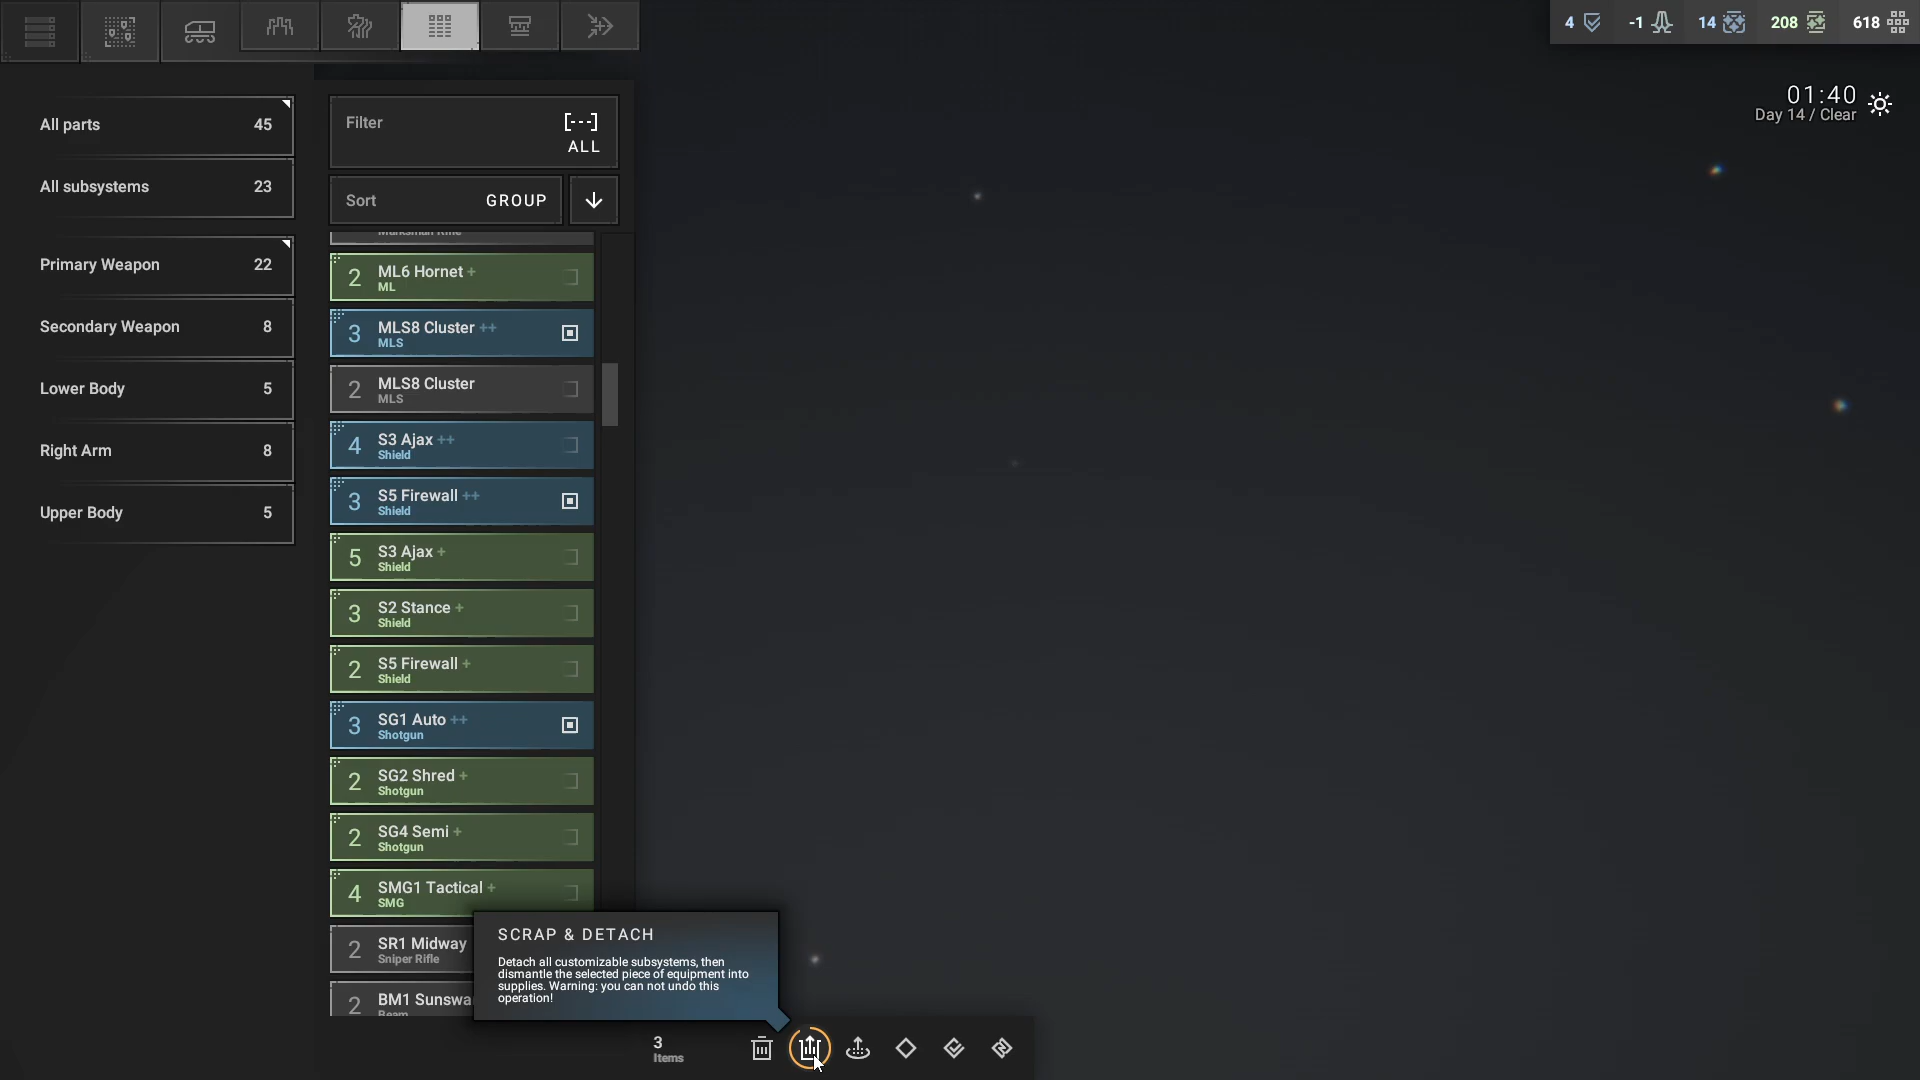 4
-1
14
208
618
01:40
Day 14 / Clear
All parts 45
All subsystems 23
Primary Weapon 22
Secondary Weapon 8
Lower Body 5
Right Arm 8
Upper Body 5
Filter
[---]
ALL
Sort GROUP
Marksman Rifle
2 ML6 Hornet +
ML
3 MLS8 Cluster ++
MLS
2 MLS8 Cluster
MLS
4 S3 Ajax ++
Shield
3 S5 Firewall ++
Shield
5 S3 Ajax +
Shield
3 S2 Stance +
Shield
2 S5 Firewall +
Shield
3 SG1 Auto ++
Shotgun
2 SG2 Shred +
Shotgun
2 SG4 Semi +
Shotgun
4 SMG1 Tactical +
SMG
2 SR1 Midway
Sniper Rifle
2 BM1 Sunswa
Beam
SCRAP & DETACH
Detach all customizable subsystems, then
dismantle the selected piece of equipment into
supplies. Warning: you can not undo this
operation!
3
Items